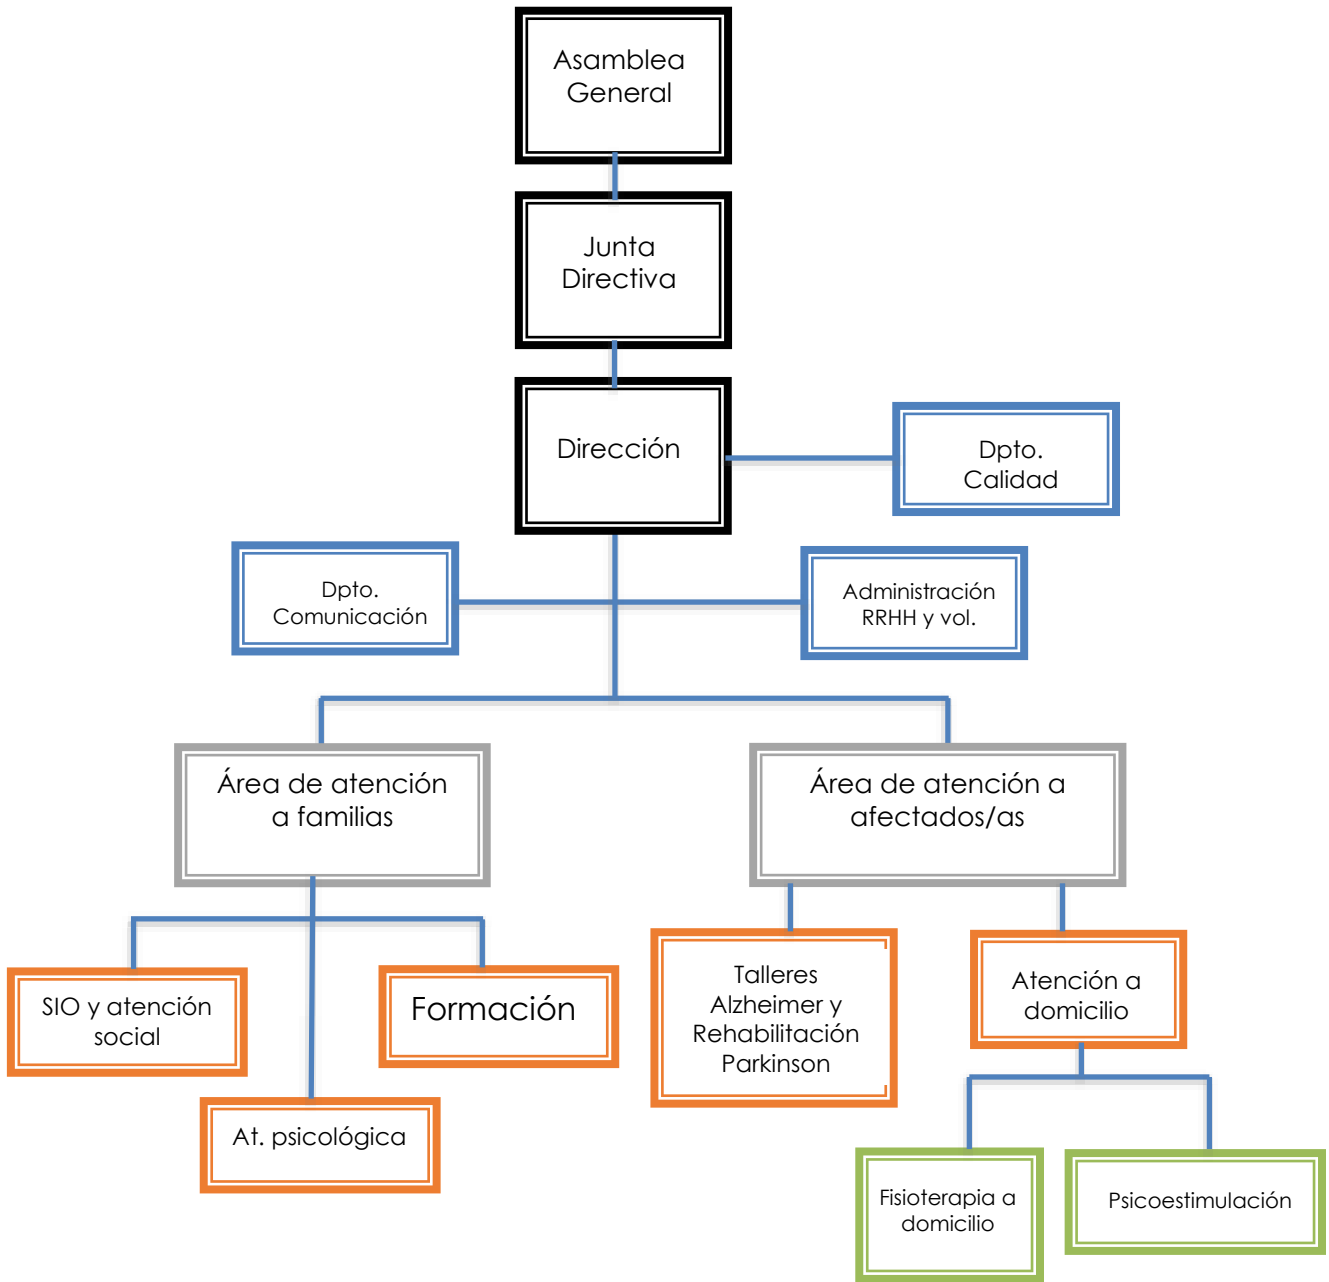 Asamblea
General
Junta
Directiva
Dirección
Dpto.
Calidad
Dpto.
Comunicación
Administración
RRHH y vol.
Área de atención
a familias
Área de atención a
afectados/as
SIO y atención
social
Formación
At. psicológica
Talleres
Alzheimer y
Rehabilitación
Parkinson
Atención a
domicilio
Fisioterapia a
domicilio
Psicoestimulación